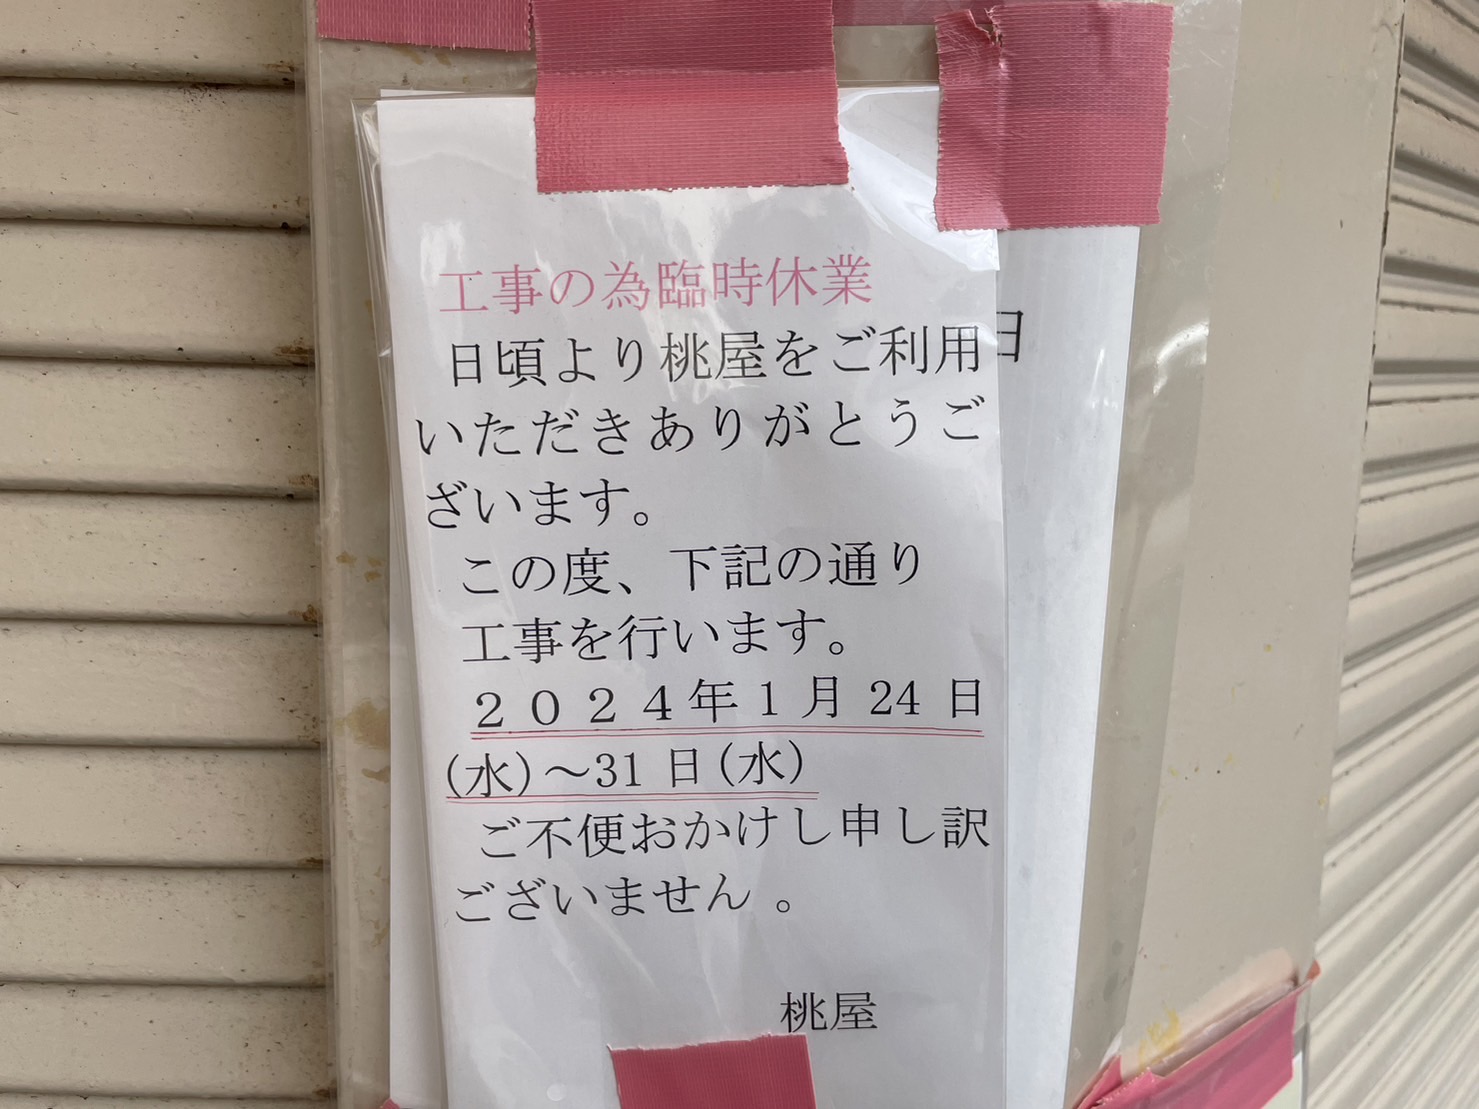 工事の為臨時休業
日頃より桃屋をご利用
いただきありがとうご
ざいます。
この度、下記の通り
工事を行います。
２０２４年１月 24 日
(水)～31 日(水)
ご不便おかけし申し訳
ございません 。
桃屋
日